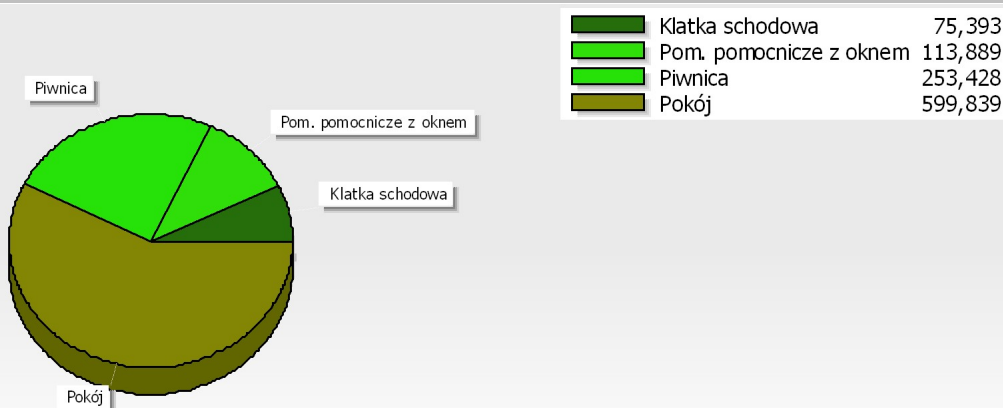 Klatka schodowa 75,393
Pom. pomocnicze z oknem 113,889
Piwnica 253,428
Pokój 599,839
Piwnica
Pom. pomocnicze z oknem
Klatka schodowa
Pokój